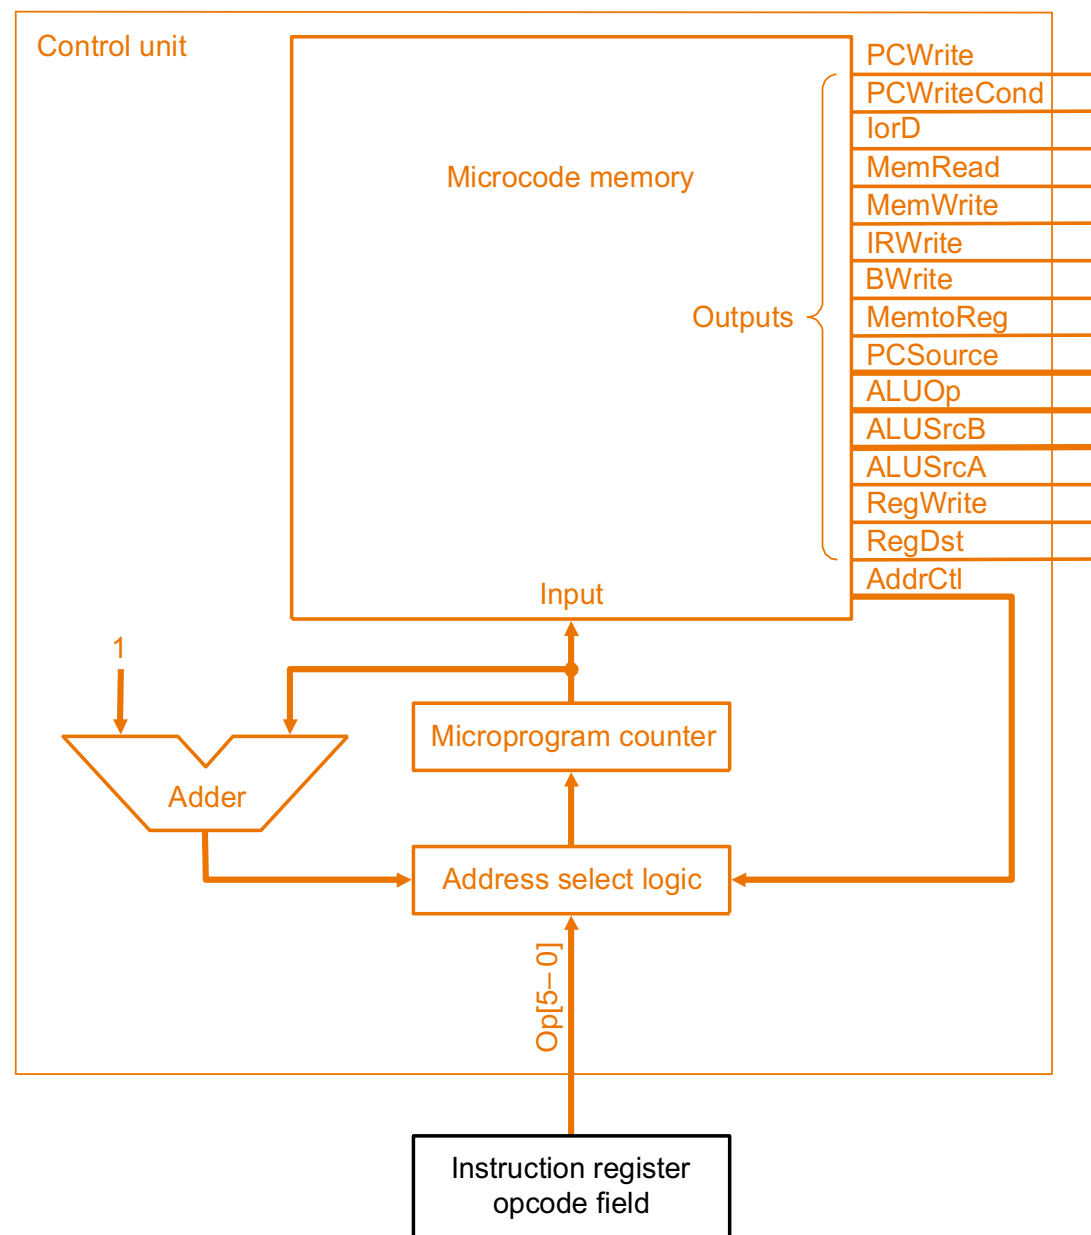 Control unit
PCWrite
PCWriteCond
IorD
Microcode memory
MemRead
MemWrite
IRWrite
BWrite
Outputs
MemtoReg
PCSource
ALUOp
ALUSrcB
ALUSrcA
RegWrite
RegDst
AddrCtl
Input
1
Microprogram counter
Adder
Address select logic
Op[5– 0]
Instruction register
opcode field